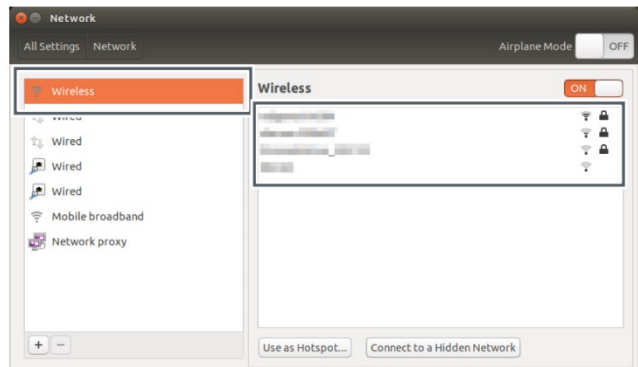 Network
All Settings Network Airplane Mode OFF
Wireless
Wired
Wired
Wired
Wired
Mobile broadband
Network proxy
+ -
Wireless ON
Use as Hotspot... Connect to a Hidden Network